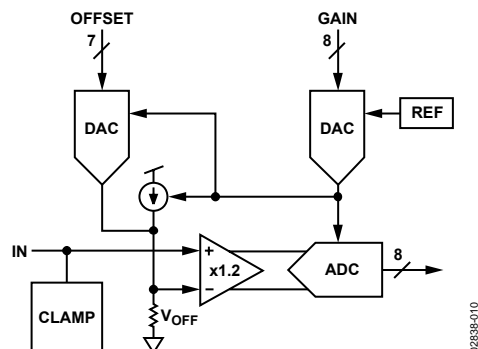 OFFSET
GAIN
7
8
DAC
DAC
REF
IN
+
x1.2
−
ADC
8
CLAMP
VOFF
02838-010